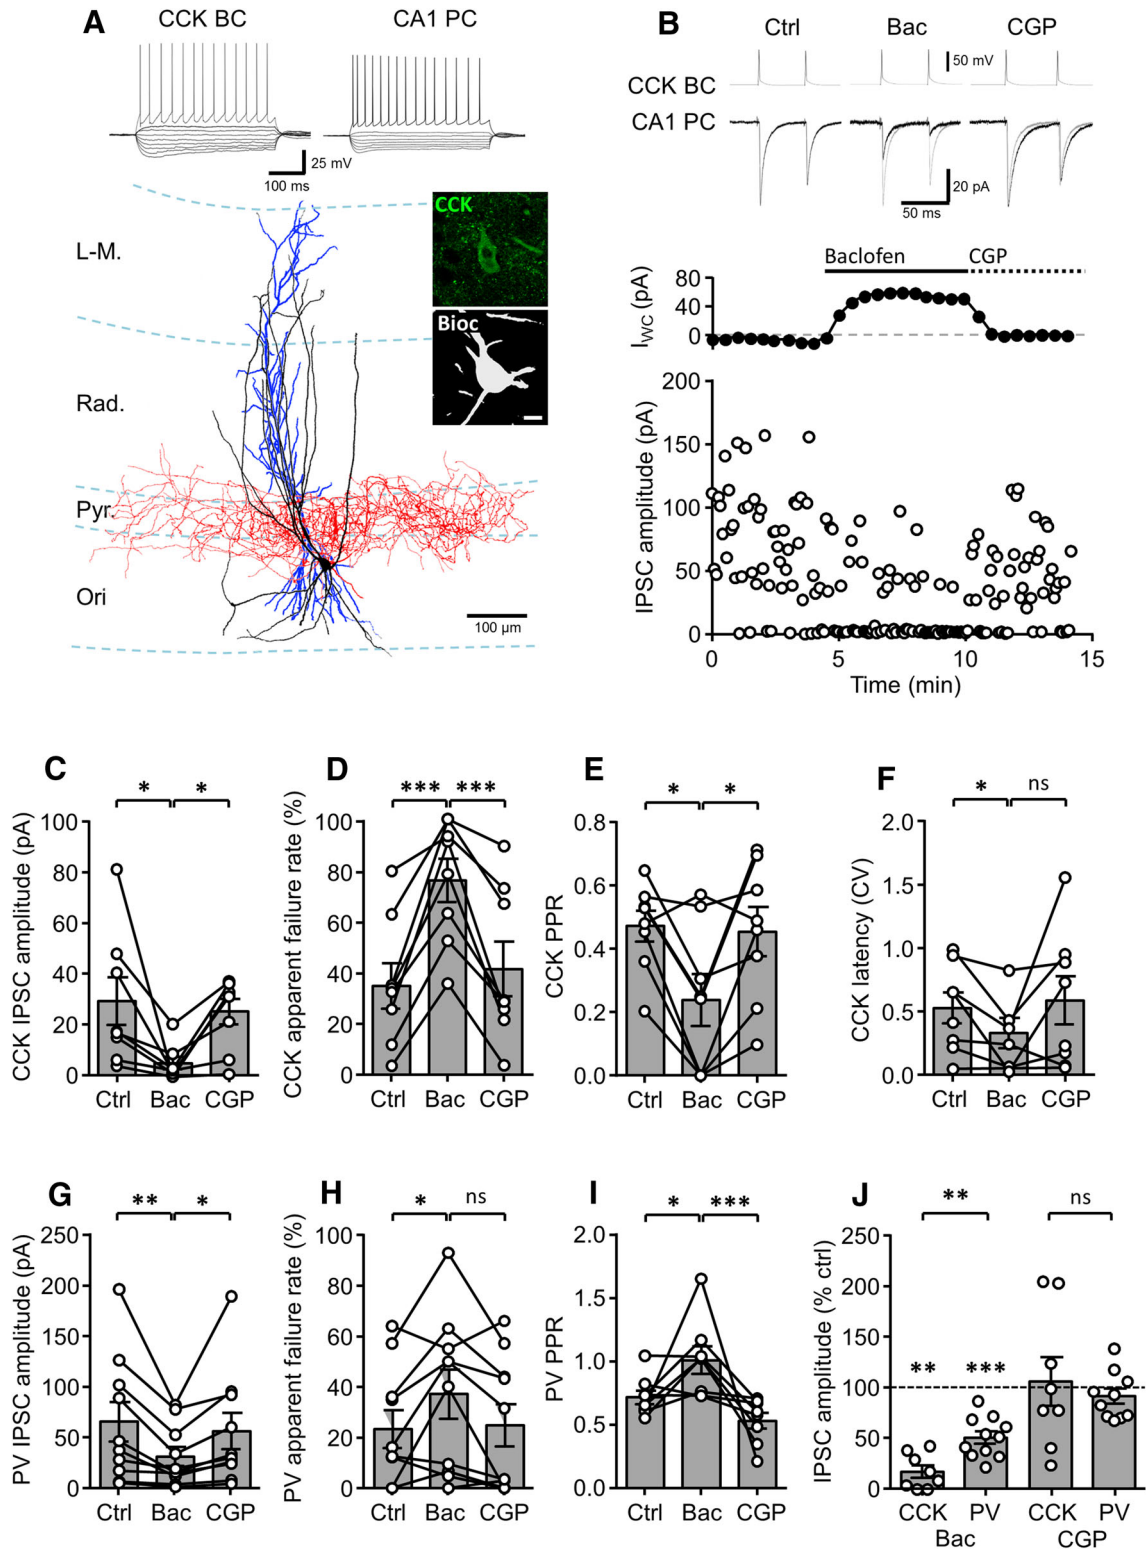 A
CCK BC
CA1 PC
25 mV
100 ms
L-M.
Rad.
Pyr.
Ori
CCK
Bioc
100 µm
B
Ctrl
Bac
CGP
50 mV
CCK BC
CA1 PC
20 pA
50 ms
Baclofen
CGP
IWC (pA)
80
40
0
IPSC amplitude (pA)
200
150
100
50
0
0
5
10
15
Time (min)
C
* *
CCK IPSC amplitude (pA)
100
80
60
40
20
0
Ctrl Bac CGP
D
*** ***
CCK apparent failure rate (%)
100
80
60
40
20
0
Ctrl Bac CGP
E
* *
CCK PPR
0.8
0.6
0.4
0.2
0.0
Ctrl Bac CGP
F
* ns
CCK latency (CV)
2.0
1.5
1.0
0.5
0.0
Ctrl Bac CGP
G
** *
PV IPSC amplitude (pA)
250
200
150
100
50
0
Ctrl Bac CGP
H
* ns
PV apparent failure rate (%)
100
80
60
40
20
0
Ctrl Bac CGP
I
* ***
PV PPR
2.0
1.5
1.0
0.5
0.0
Ctrl Bac CGP
J
** ns
IPSC amplitude (% ctrl)
250
200
150
100
50
0
** ***
CCK PV CCK PV
Bac CGP